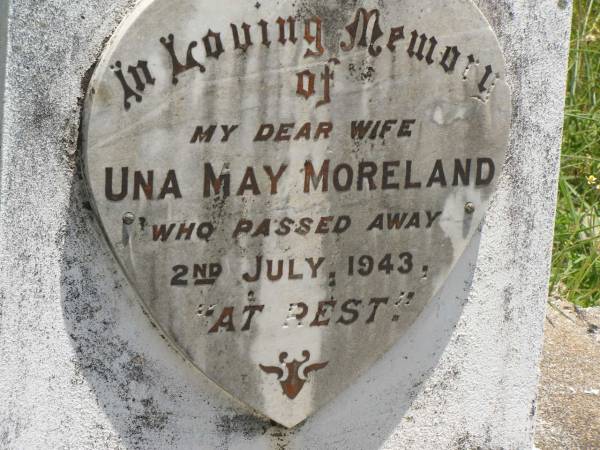 In Loving Memory
of
MY DEAR WIFE
UNA MAY MORELAND
WHO PASSED AWAY
2ND JULY, 1943,
"AT REST."